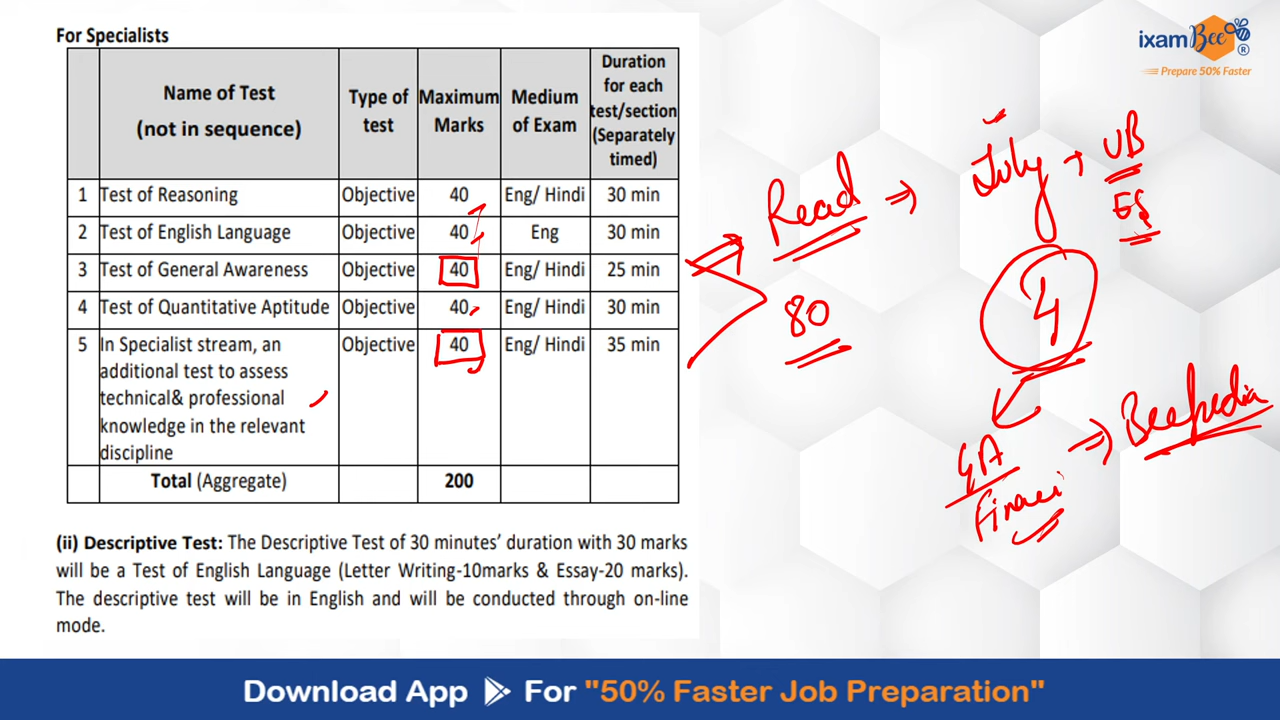 For Specialists
Name of Test
(not in sequence)
Type of
test
Maximum
Marks
Medium
of Exam
Duration
for each
test/section
(Separately
timed)
1 Test of Reasoning Objective 40 Eng/ Hindi 30 min
2 Test of English Language Objective 40 Eng 30 min
3 Test of General Awareness Objective 40 Eng/ Hindi 25 min
4 Test of Quantitative Aptitude Objective 40 Eng/ Hindi 30 min
5 In Specialist stream, an Objective 40 Eng/ Hindi 35 min
additional test to assess
technical& professional
knowledge in the relevant
discipline
Total (Aggregate) 200
(ii) Descriptive Test: The Descriptive Test of 30 minutes’ duration with 30 marks
will be a Test of English Language (Letter Writing-10marks & Essay-20 marks).
The descriptive test will be in English and will be conducted through on-line
mode.
ixamBee
®
Prepare 50% Faster
Read ⇒ July
80
GA
⇒ Beepedia
Download App For "50% Faster Job Preparation"